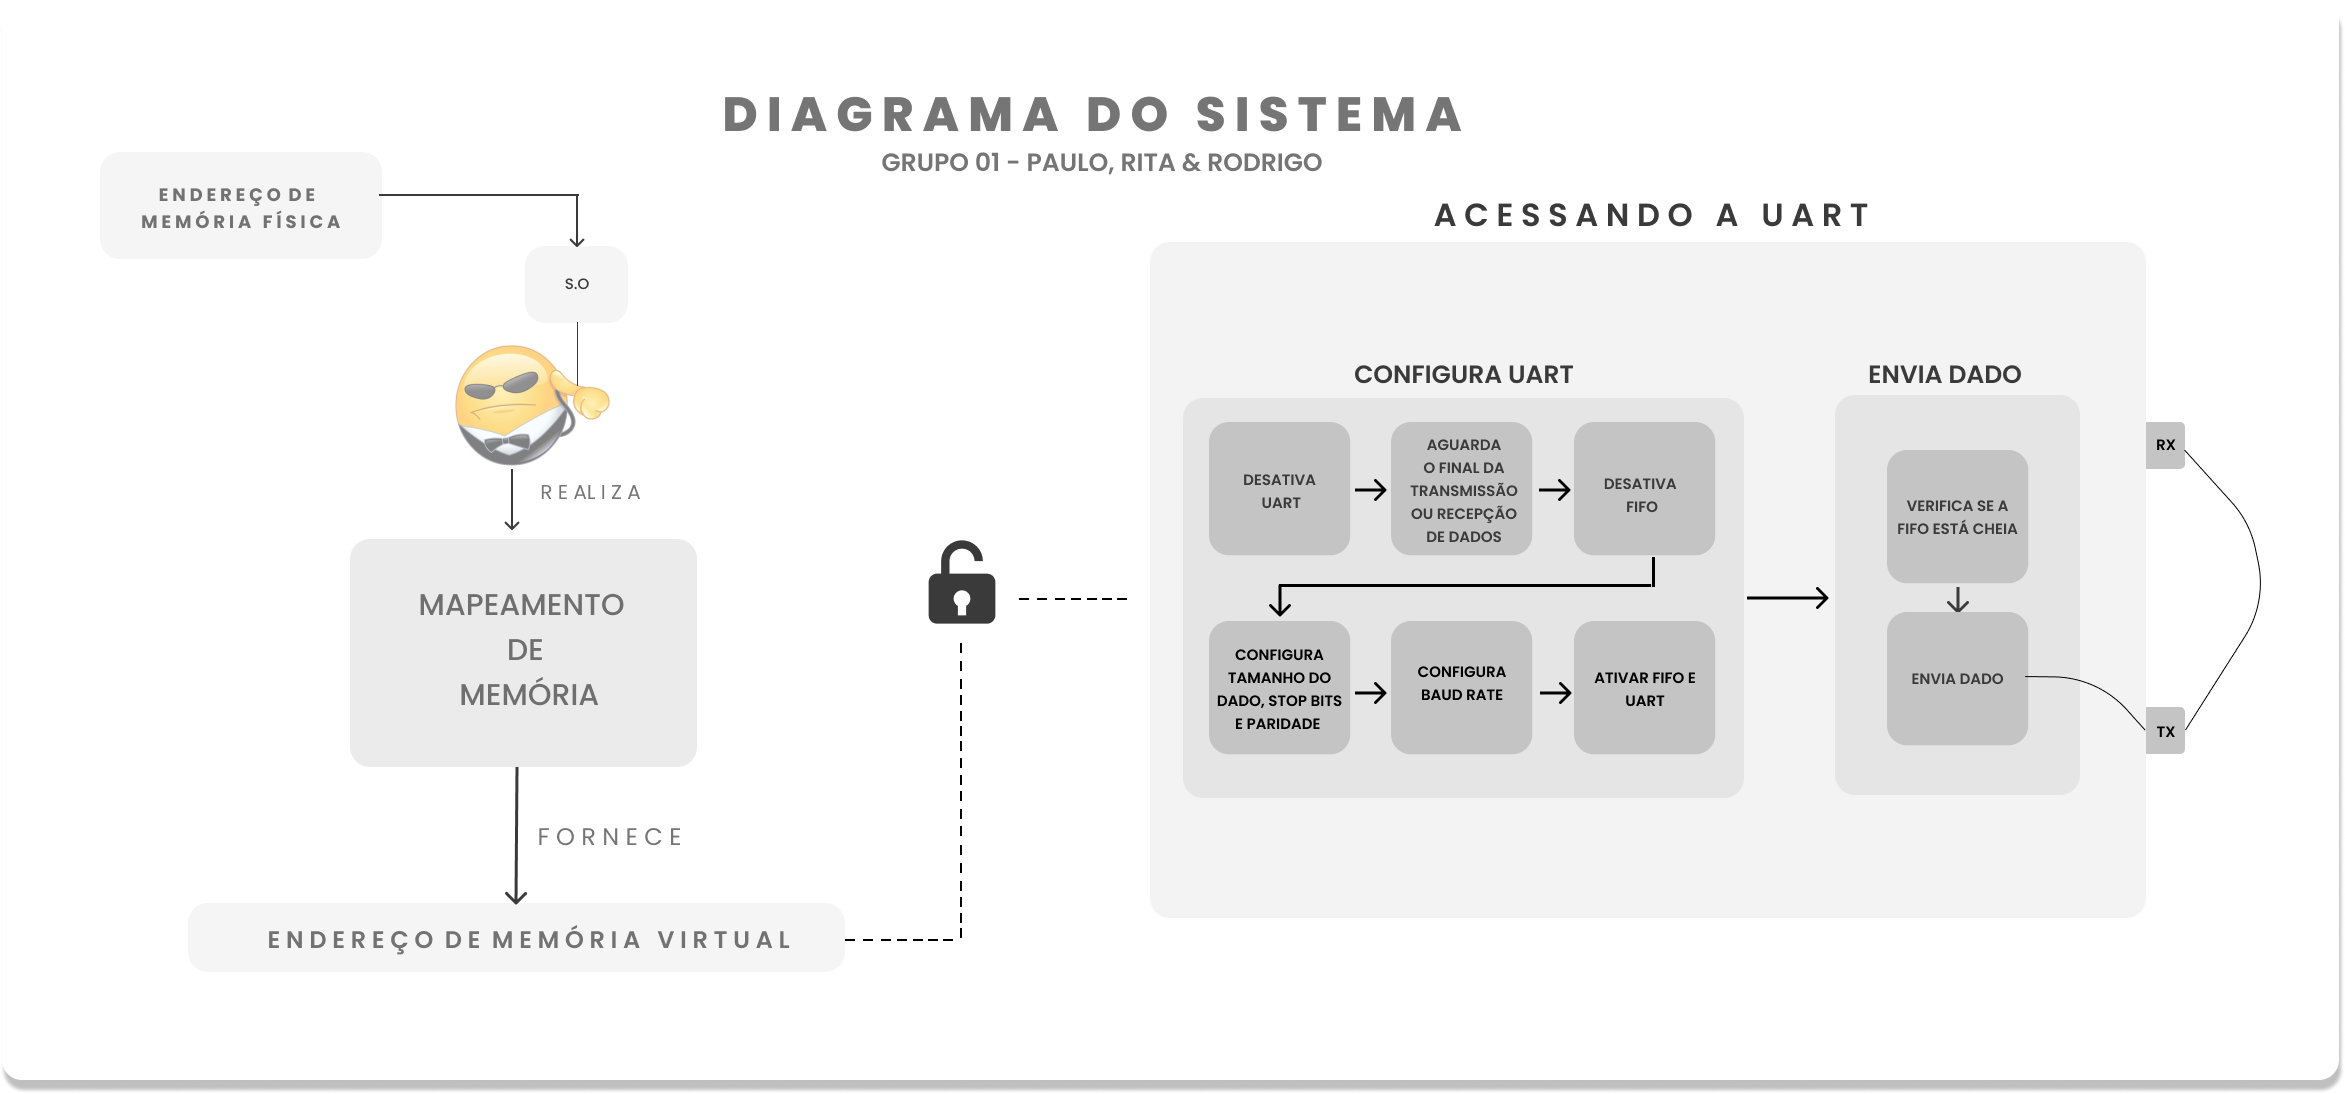 DIAGRAMA DO SISTEMA
GRUPO 01 - PAULO, RITA & RODRIGO
ENDEREÇO DE
MEMÓRIA FÍSICA
S.O
REALIZA
MAPEAMENTO
DE
MEMÓRIA
FORNECE
ENDEREÇO DE MEMÓRIA VIRTUAL
ACESSANDO A UART
CONFIGURA UART
DESATIVA
UART
AGUARDA
O FINAL DA
TRANSMISSÃO
OU RECEPÇÃO
DE DADOS
DESATIVA
FIFO
CONFIGURA
TAMANHO DO
DADO, STOP BITS
E PARIDADE
CONFIGURA
BAUD RATE
ATIVAR FIFO E
UART
ENVIA DADO
VERIFICA SE A
FIFO ESTÁ CHEIA
ENVIA DADO
RX
TX